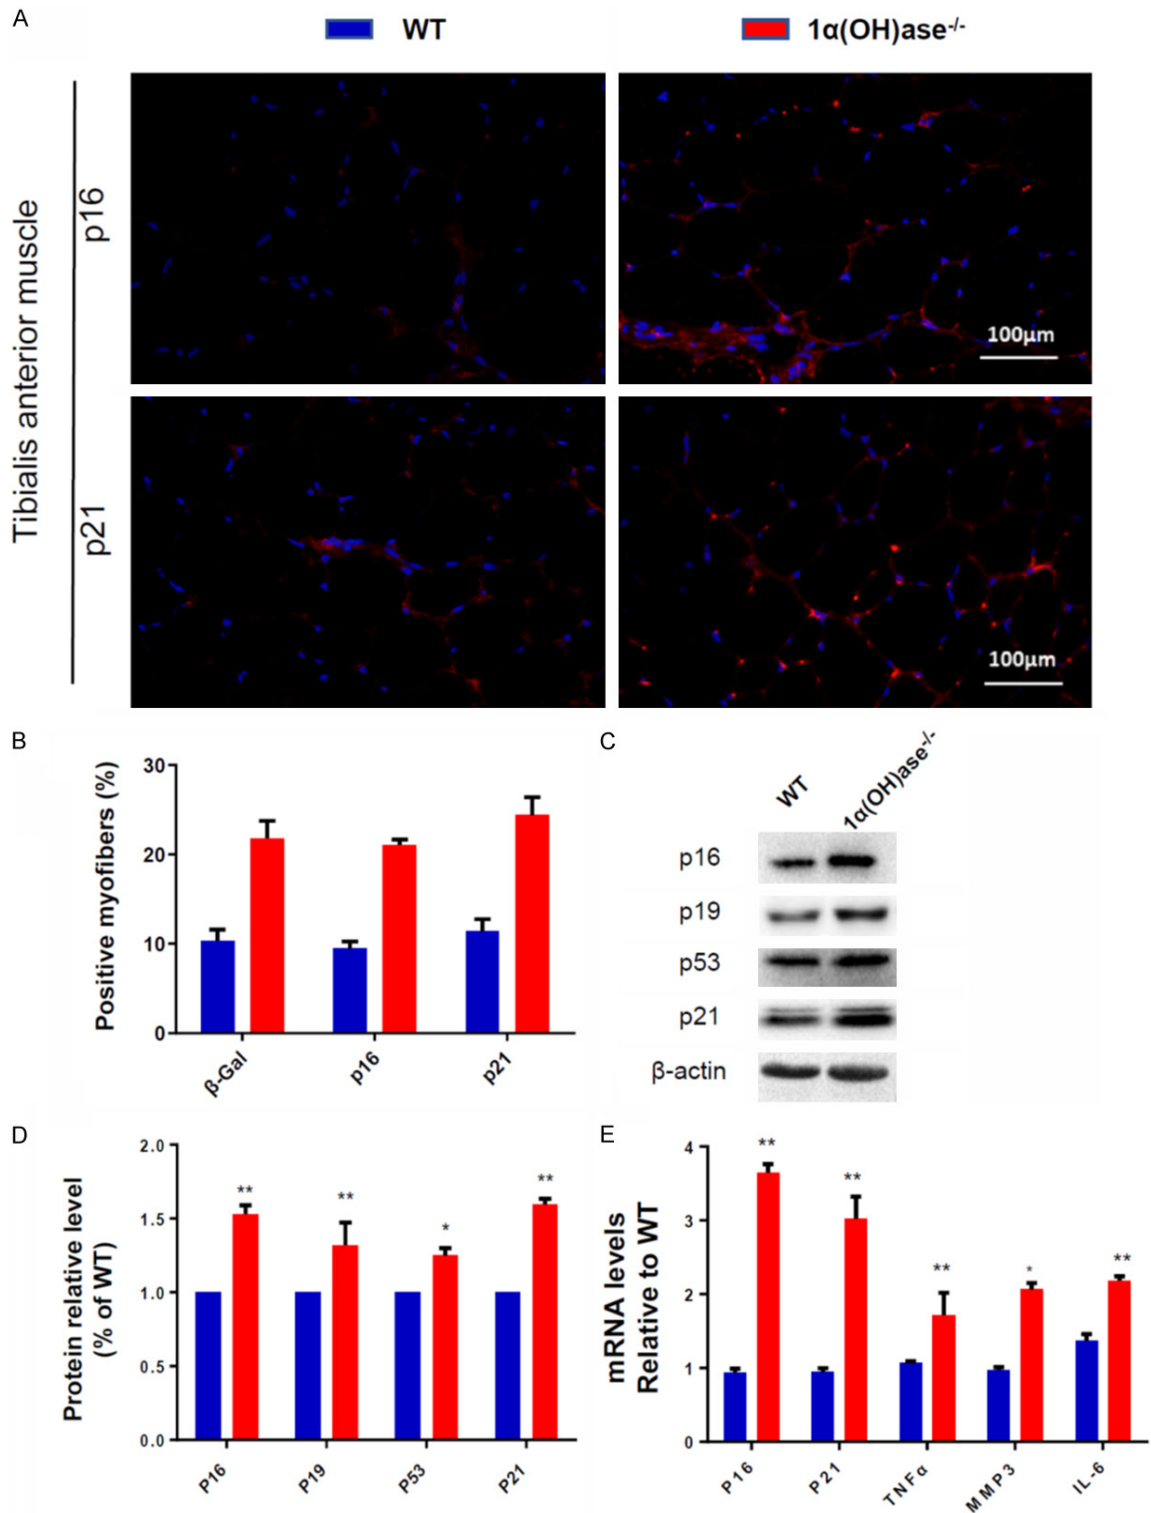 A
WT
1α(OH)ase-/-
Tibialis anterior muscle
p16
100µm
p21
100µm
B
Positive myofibers (%)
30
20
10
0
β-Gal
p16
p21
C
WT
1α(OH)ase-/-
p16
p19
p53
p21
β-actin
D
Protein relative level
(% of WT)
2.0
1.5
1.0
0.5
0.0
**
**
*
**
P16
P19
P53
P21
E
mRNA levels
Relative to WT
4
3
2
1
0
**
**
**
*
**
P16
P21
TNFα
MMP3
IL-6